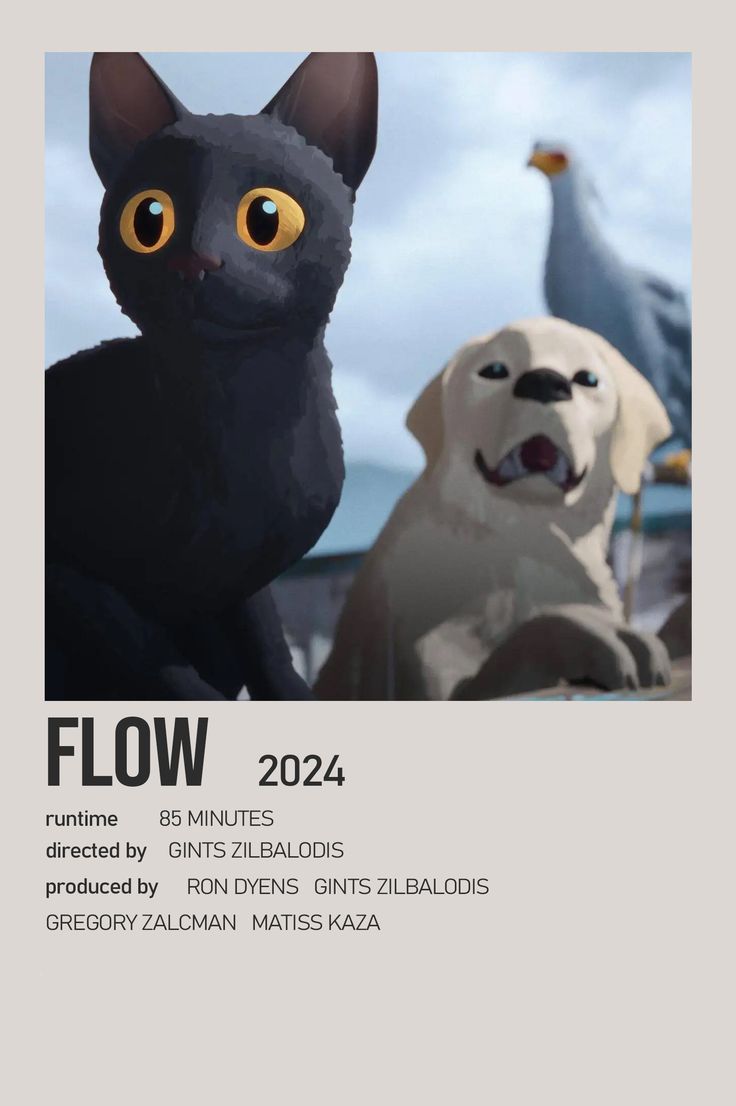 FLOW 2024
runtime 85 MINUTES
directed by GINTS ZILBALODIS
produced by RON DYENS GINTS ZILBALODIS
GREGORY ZALCMAN MATISS KAZA